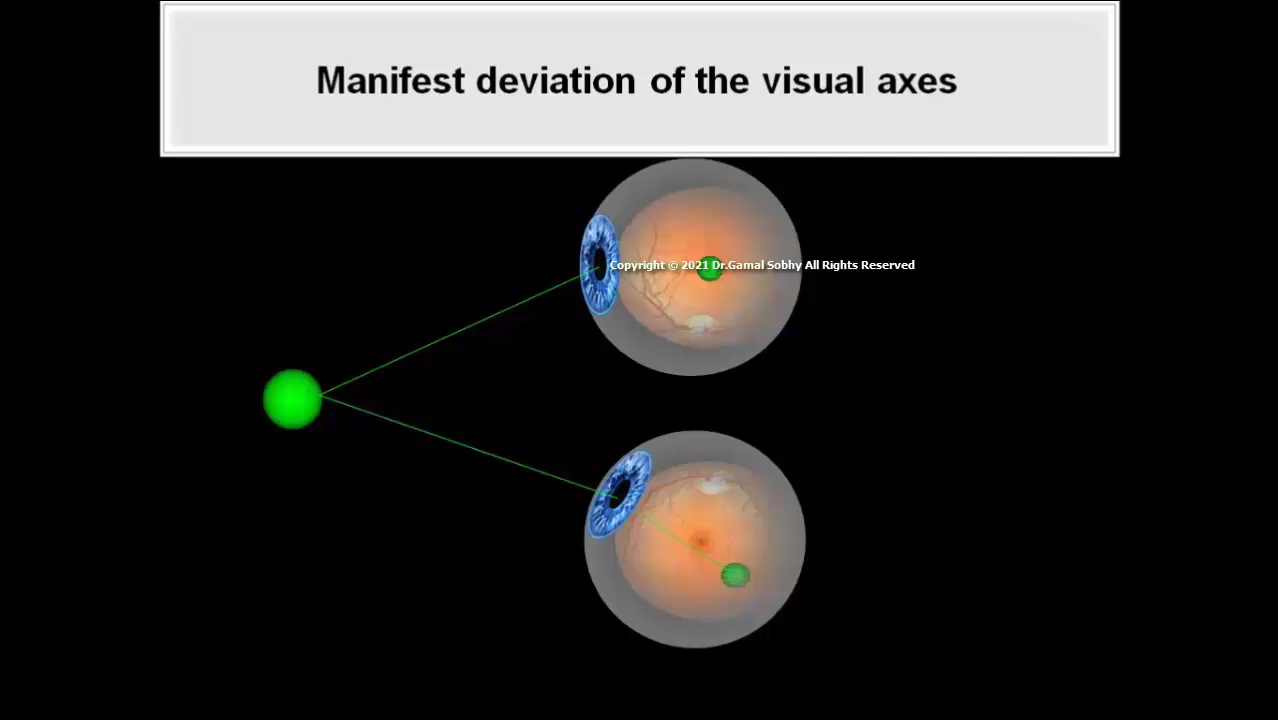 Manifest deviation of the visual axes
Copyright © 2021 Dr.Gamal Sobhy All Rights Reserved